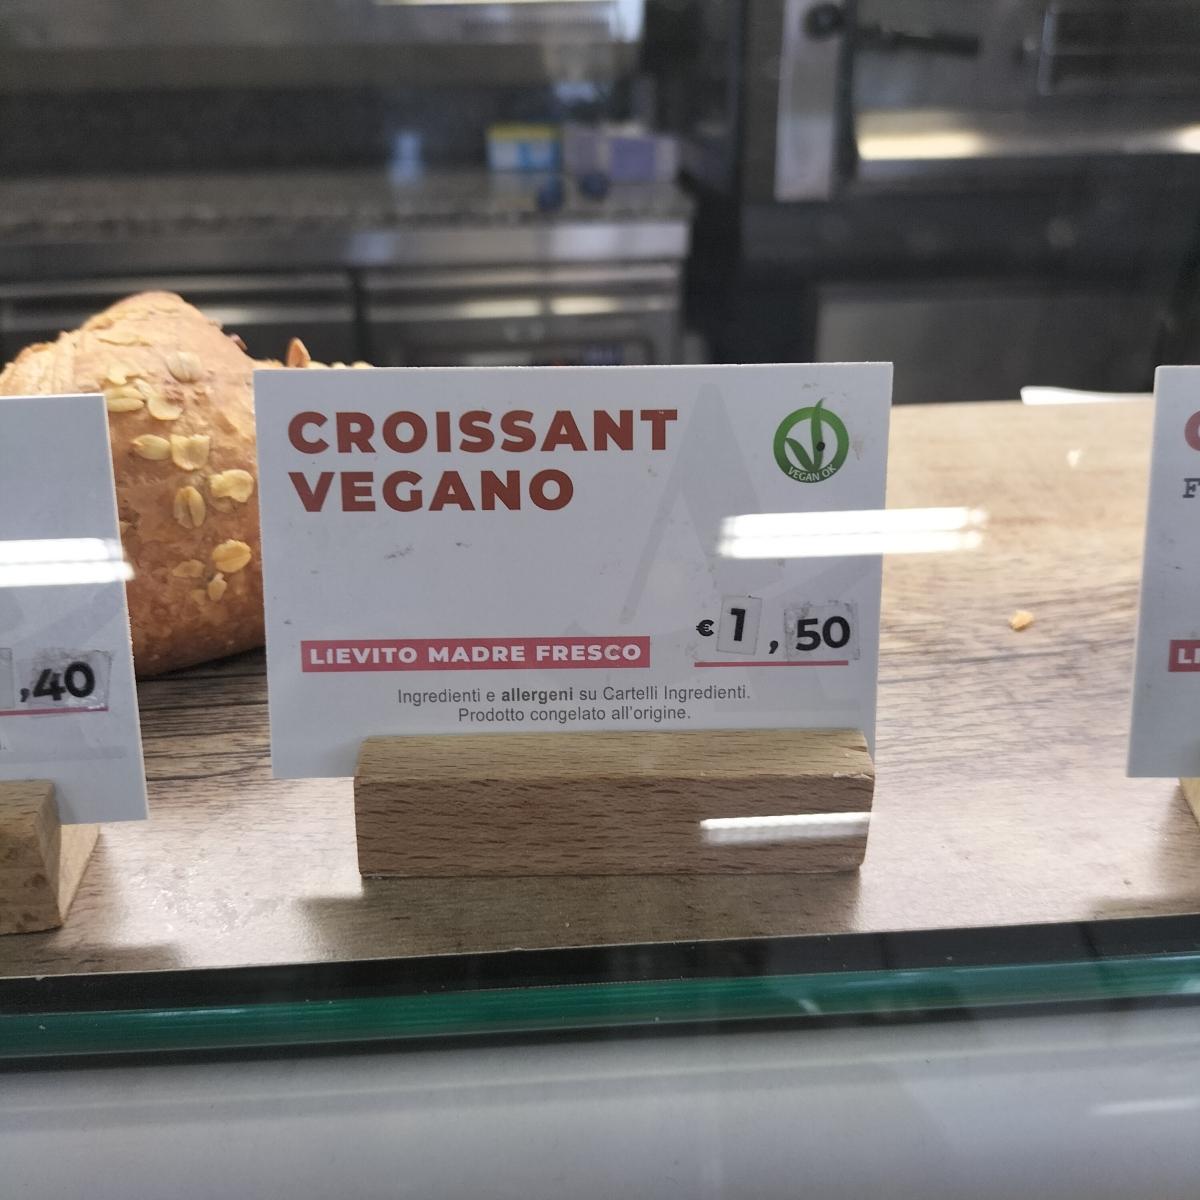 CROISSANT
VEGANO
VEGAN OK
€ 1,50
LIEVITO MADRE FRESCO
Ingredienti e allergeni su Cartelli Ingredienti.
Prodotto congelato all'origine.
,40